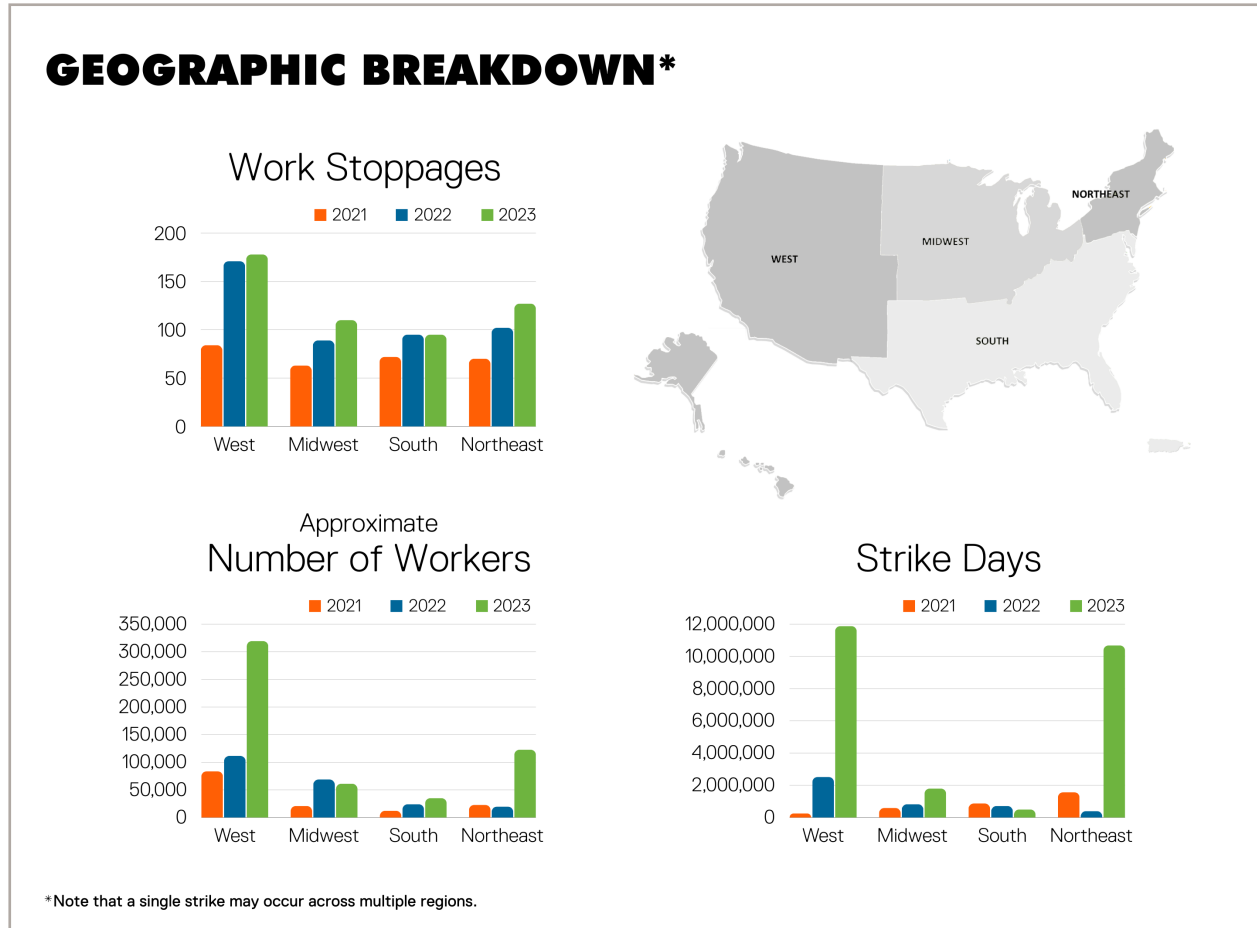 GEOGRAPHIC BREAKDOWN*
Work Stoppages
2021 2022 2023
200
150
100
50
0
West Midwest South Northeast
NORTHEAST
MIDWEST
WEST
SOUTH
Approximate
Number of Workers
2021 2022 2023
350,000
300,000
250,000
200,000
150,000
100,000
50,000
0
West Midwest South Northeast
Strike Days
2021 2022 2023
12,000,000
10,000,000
8,000,000
6,000,000
4,000,000
2,000,000
0
West Midwest South Northeast
*Note that a single strike may occur across multiple regions.